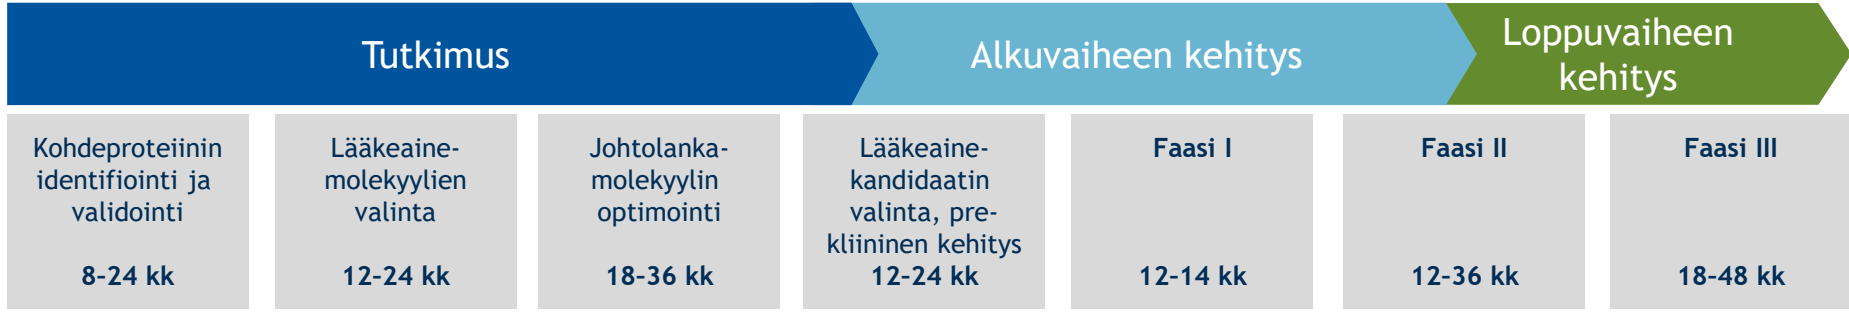 Tutkimus
Alkuvaiheen kehitys
Loppuvaiheen
kehitys
Kohdeproteiinin
identifiointi ja
validointi
8–24 kk
Lääkeaine-
molekyylien
valinta
12–24 kk
Johtolanka-
molekyylin
optimointi
18–36 kk
Lääkeaine-
kandidaatin
valinta, pre-
kliininen kehitys
12–24 kk
Faasi I
12–14 kk
Faasi II
12–36 kk
Faasi III
18–48 kk